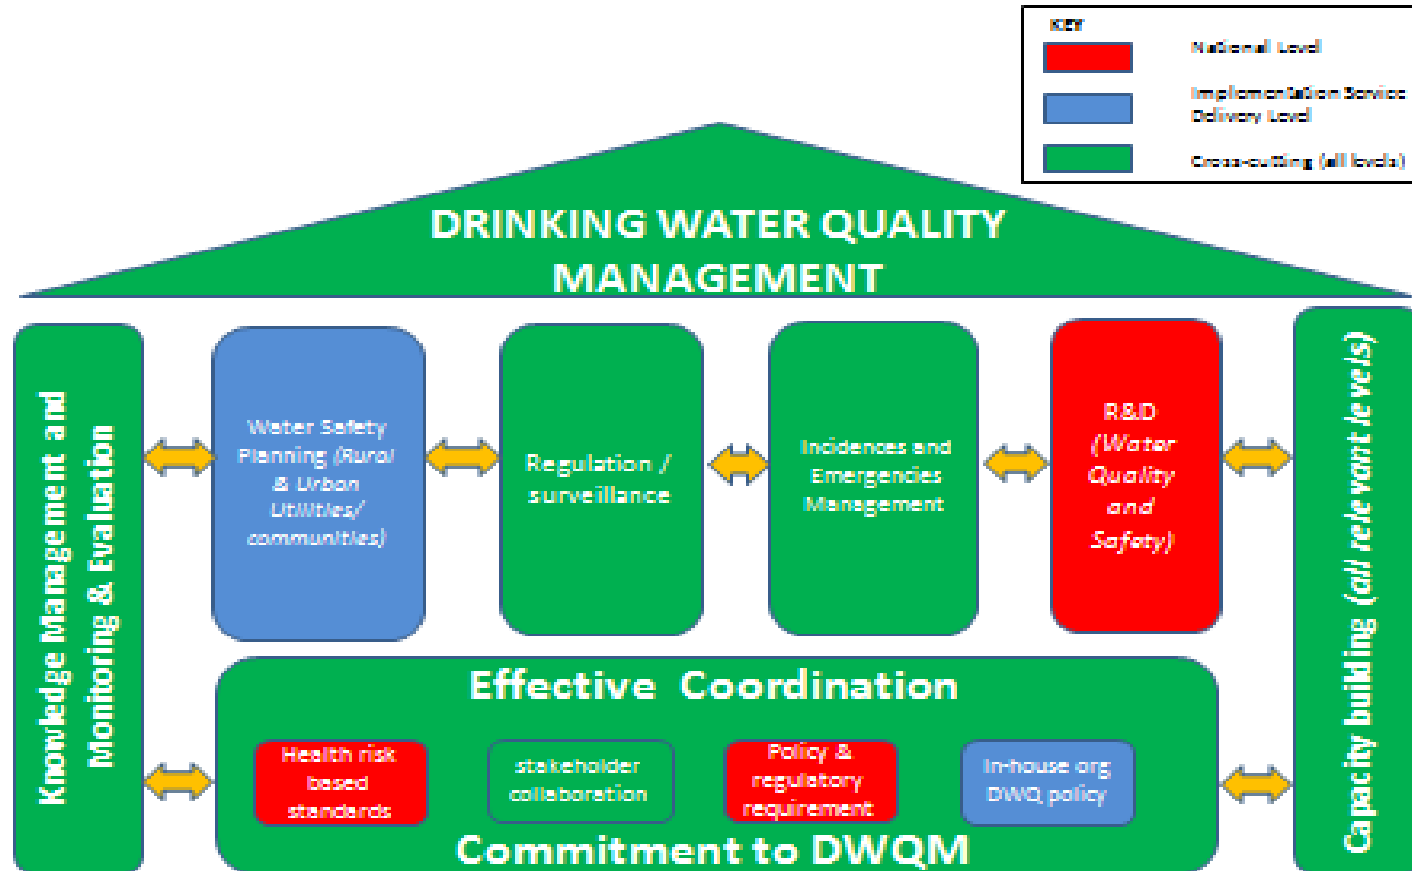 KEY
National Level
Implementation Service
Delivery Level
Cross-cutting (all levels)
DRINKING WATER QUALITY
MANAGEMENT
Knowledge Management and
Monitoring & Evaluation
Water Safety
Planning (Rural
& Urban
Utilities/
communities)
Regulation /
surveillance
Incidences and
Emergencies
Management
R&D
(Water
Quality
and
Safety)
Capacity building (all relevant levels)
Effective Coordination
Health risk
based
standards
stakeholder
collaboration
Policy &
regulatory
requirement
In-house org
DWQ policy
Commitment to DWQM